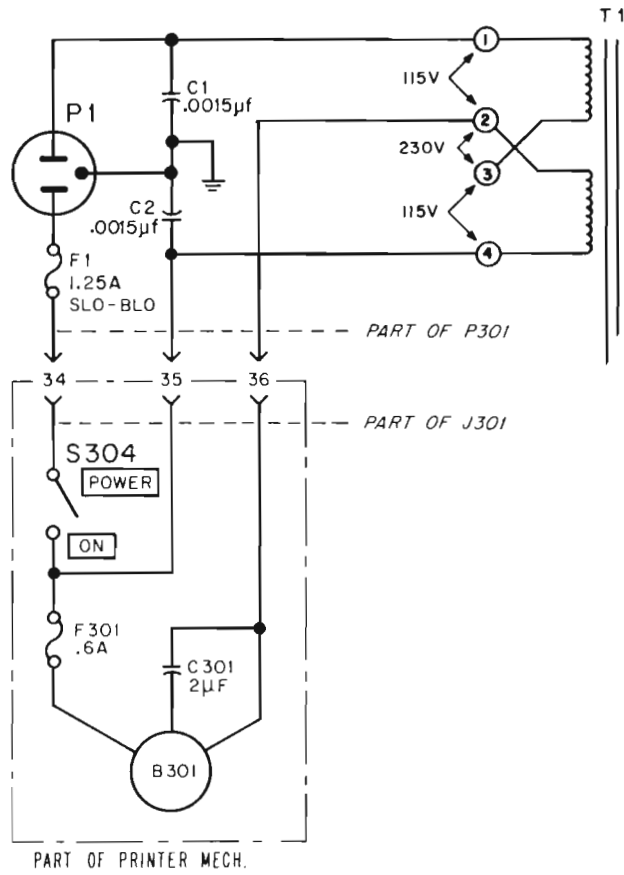 T 1
1
C1
.0015µf
115V
P1
2
230V
3
C2
.0015µf
115V
F1
1.25A
SLO-BLO
4
PART OF P301
34 35 36
PART OF J301
S304
POWER
ON
F301
.6A
C301
2µF
B301
PART OF PRINTER MECH.